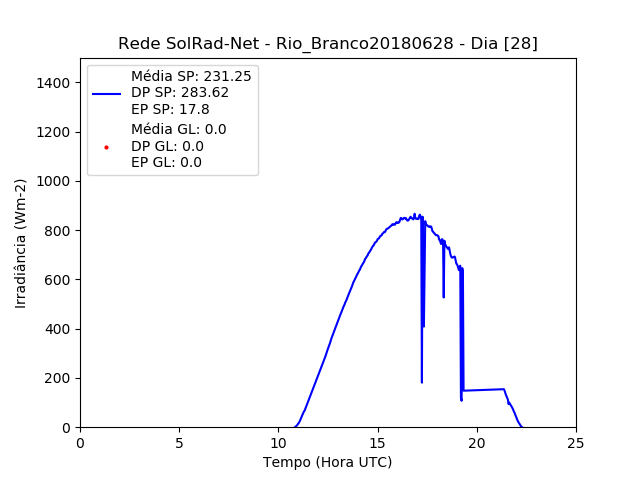 Rede SolRad-Net - Rio_Branco20180628 - Dia [28]
Média SP: 231.25
DP SP: 283.62
EP SP: 17.8
Média GL: 0.0
DP GL: 0.0
EP GL: 0.0
1400
1200
1000
800
600
400
200
0
Irradiância (Wm-2)
0 5 10 15 20 25
Tempo (Hora UTC)